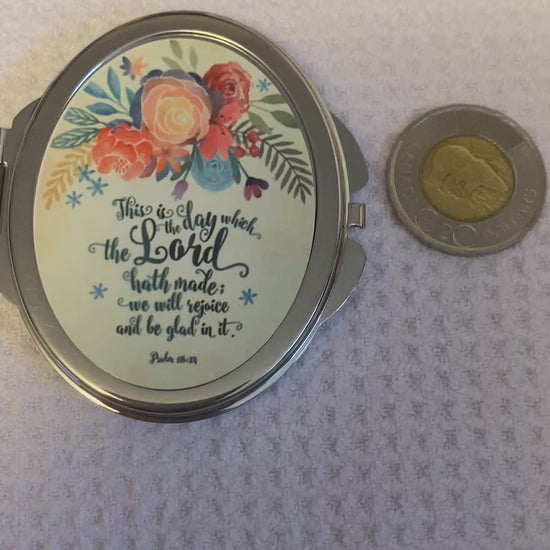 This is the day which
the Lord
hath made;
we will rejoice
and be glad in it.
Psalm 118:24